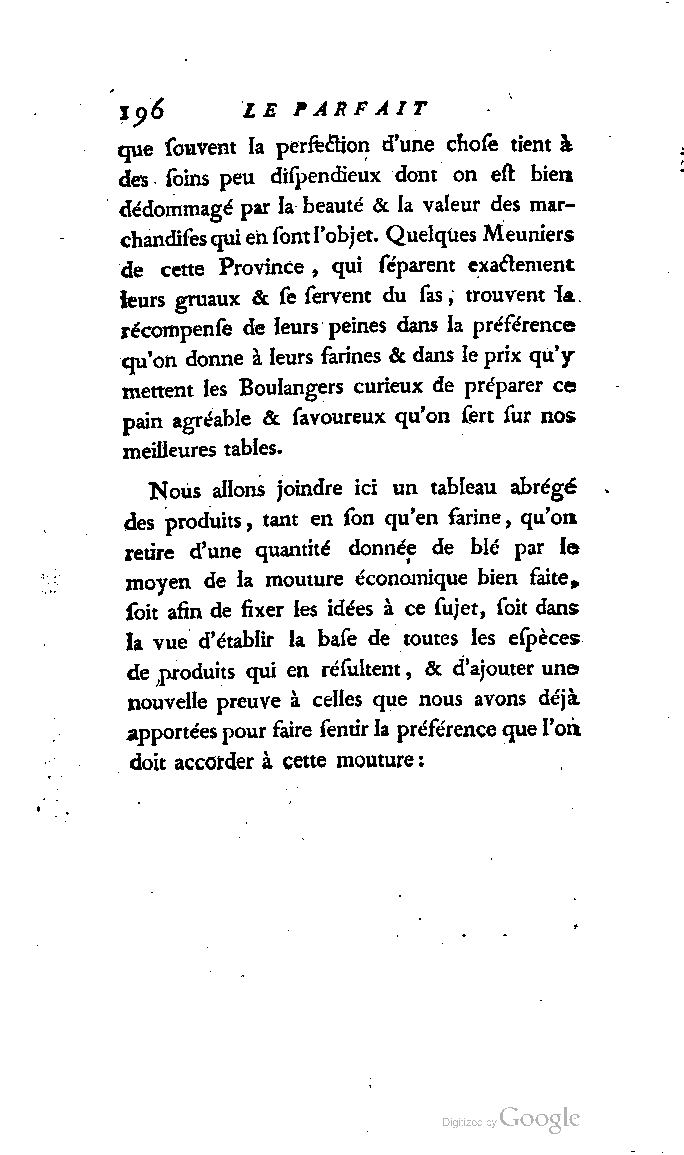 196 LE PARFAIT
que ſouvent la perfection d'une choſe tient à
des ſoins peu diſpendieux dont on eſt bien
dédommagé par la beauté & la valeur des mar-
chandiſes qui en ſont l'objet. Quelques Meuniers
de cette Province, qui ſéparent exactement
leurs gruaux & ſe ſervent du ſas, trouvent la
récompenſe de leurs peines dans la préférence
qu'on donne à leurs farines & dans le prix qu'y
mettent les Boulangers curieux de préparer ce
pain agréable & ſavoureux qu'on ſert ſur nos
meilleures tables.
Nous allons joindre ici un tableau abrégé
des produits, tant en ſon qu'en farine, qu'on
retire d'une quantité donnée de blé par le
moyen de la mouture économique bien faite,
ſoit afin de fixer les idées à ce ſujet, ſoit dans
la vue d'établir la baſe de toutes les eſpèces
de produits qui en réſultent, & d'ajouter une
nouvelle preuve à celles que nous avons déjà
apportées pour faire ſentir la préférence que l'on
doit accorder à cette mouture:
Digitized by Google